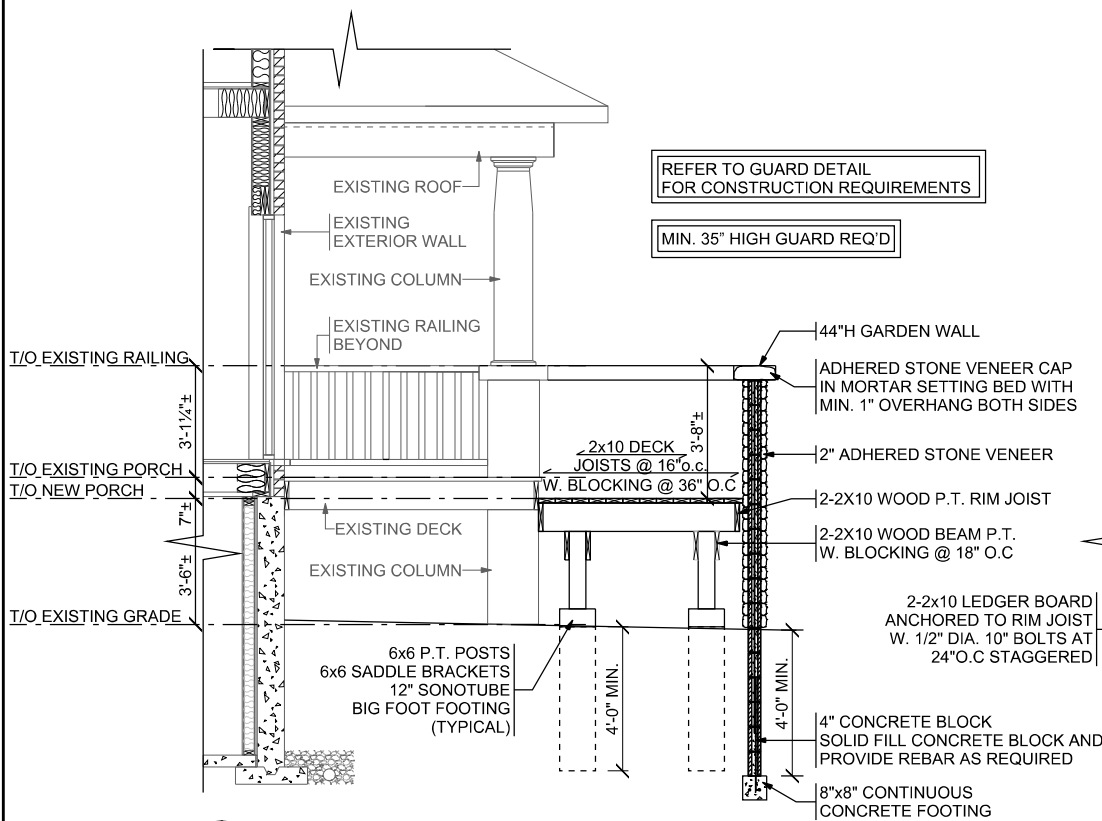 EXISTING ROOF
EXISTING
EXTERIOR WALL
EXISTING COLUMN
EXISTING RAILING
BEYOND
REFER TO GUARD DETAIL
FOR CONSTRUCTION REQUIREMENTS
MIN. 35" HIGH GUARD REQ'D
T/O EXISTING RAILING
3'-1¼"±
T/O EXISTING PORCH
T/O NEW PORCH
7"±
3'-6"±
T/O EXISTING GRADE
EXISTING DECK
EXISTING COLUMN
2x10 DECK
JOISTS @ 16"o.c.
W. BLOCKING @ 36" O.C
3'-8"±
44"H GARDEN WALL
ADHERED STONE VENEER CAP
IN MORTAR SETTING BED WITH
MIN. 1" OVERHANG BOTH SIDES
2" ADHERED STONE VENEER
2-2X10 WOOD P.T. RIM JOIST
2-2X10 WOOD BEAM P.T.
W. BLOCKING @ 18" O.C
2-2x10 LEDGER BOARD
ANCHORED TO RIM JOIST
W. 1/2" DIA. 10" BOLTS AT
24"O.C STAGGERED
6x6 P.T. POSTS
6x6 SADDLE BRACKETS
12" SONOTUBE
BIG FOOT FOOTING
(TYPICAL)
4'-0" MIN.
4'-0" MIN.
4" CONCRETE BLOCK
SOLID FILL CONCRETE BLOCK AND
PROVIDE REBAR AS REQUIRED
8"x8" CONTINUOUS
CONCRETE FOOTING